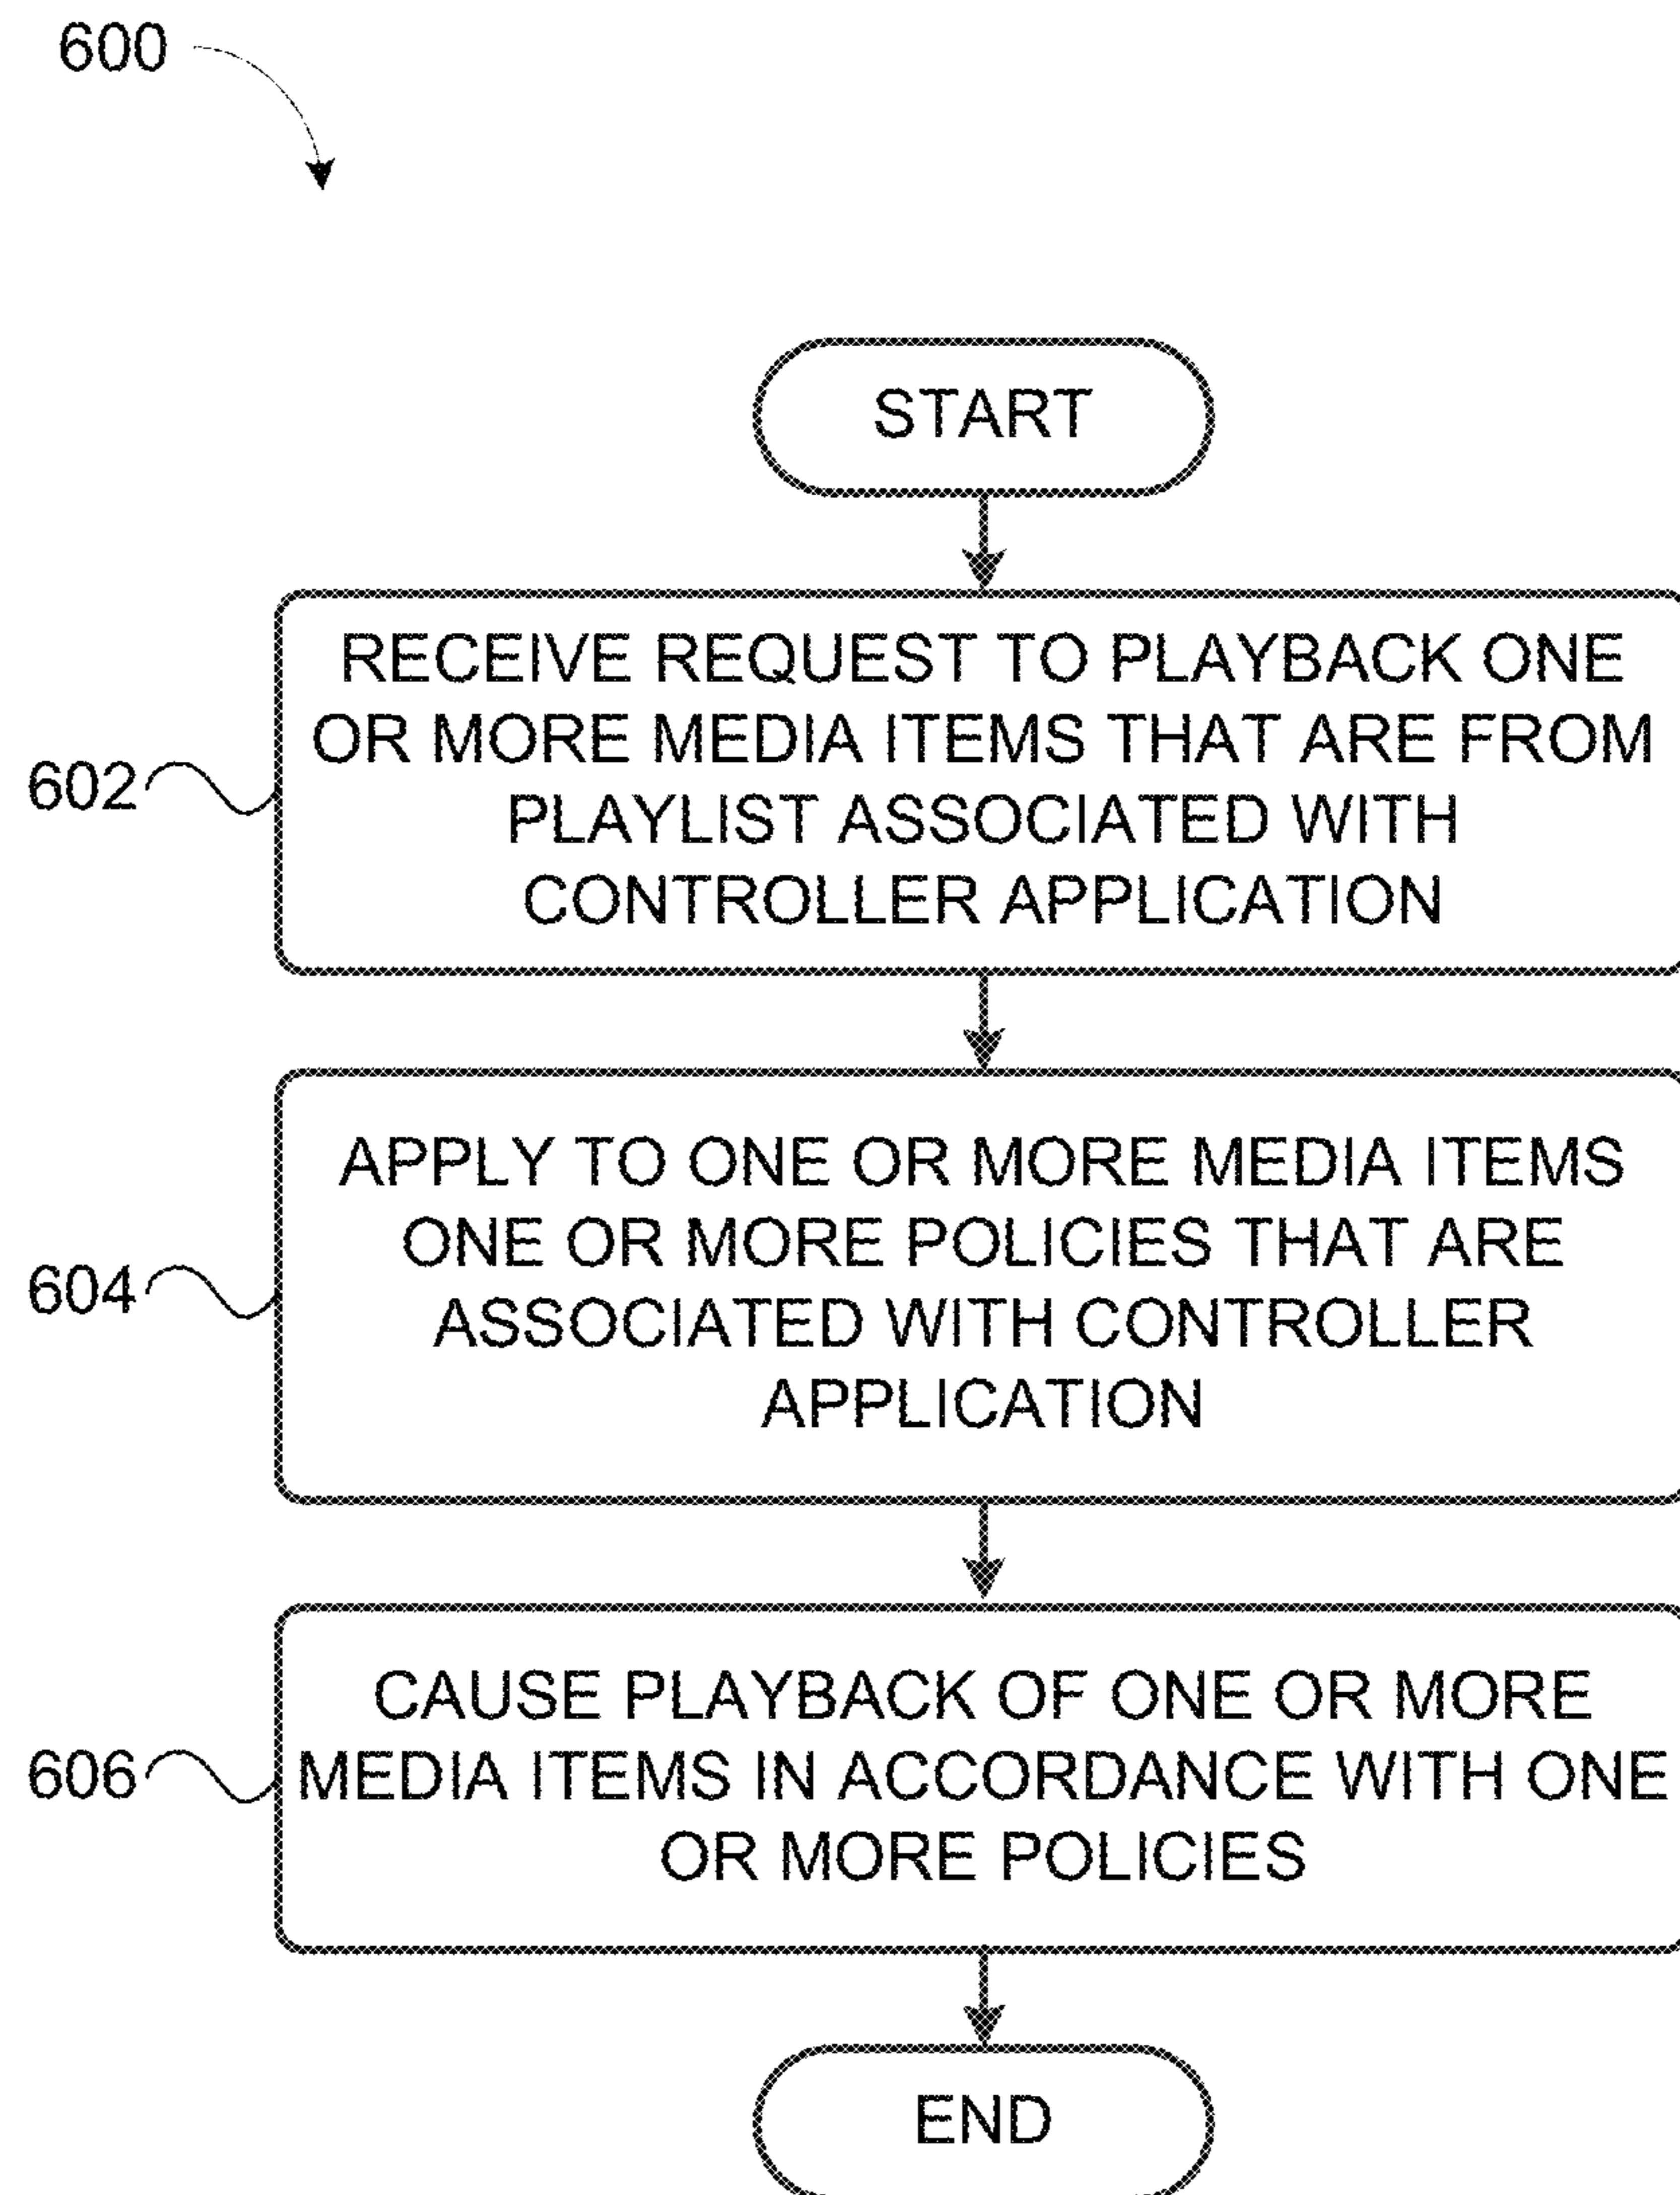 600
START
RECEIVE REQUEST TO PLAYBACK ONE
OR MORE MEDIA ITEMS THAT ARE FROM
PLAYLIST ASSOCIATED WITH
CONTROLLER APPLICATION
602
APPLY TO ONE OR MORE MEDIA ITEMS
ONE OR MORE POLICIES THAT ARE
ASSOCIATED WITH CONTROLLER
APPLICATION
604
CAUSE PLAYBACK OF ONE OR MORE
MEDIA ITEMS IN ACCORDANCE WITH ONE
OR MORE POLICIES
606
END